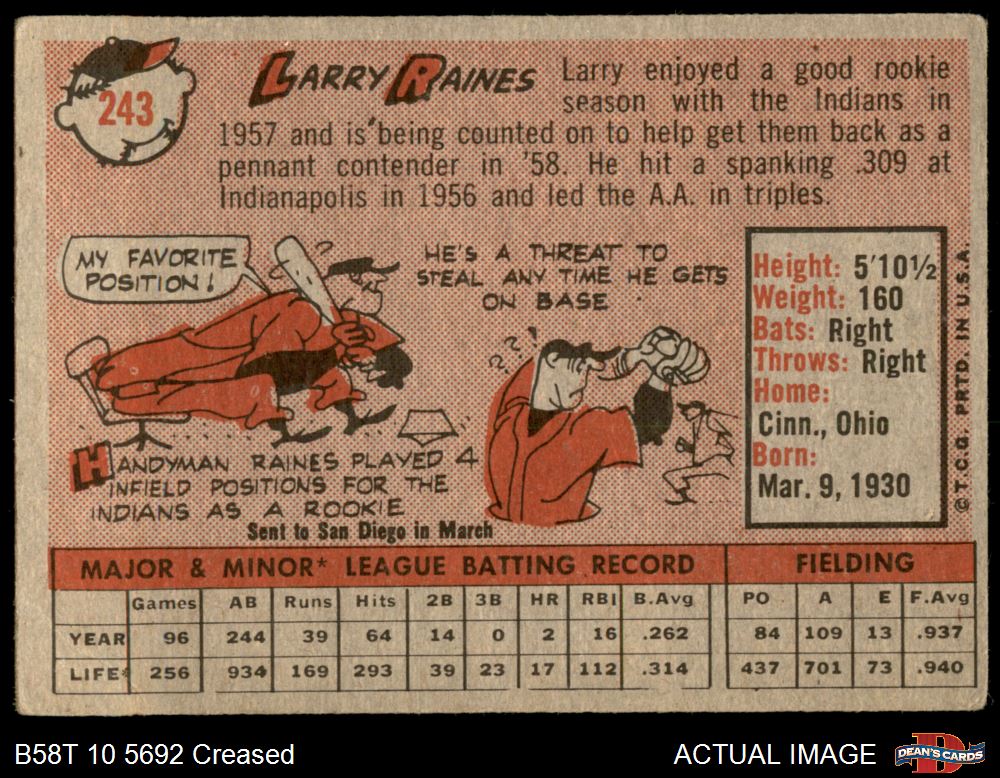 243
LARRY RAINES
Larry enjoyed a good rookie
season with the Indians in
1957 and is being counted on to help get them back as a
pennant contender in '58. He hit a spanking .309 at
Indianapolis in 1956 and led the A.A. in triples.
MY FAVORITE
POSITION!
HE'S A THREAT TO
STEAL ANY TIME HE GETS
ON BASE
HANDYMAN RAINES PLAYED 4
INFIELD POSITIONS FOR THE
INDIANS AS A ROOKIE
Sent to San Diego in March
Height: 5'10½
Weight: 160
Bats: Right
Throws: Right
Home:
Cinn., Ohio
Born:
Mar. 9, 1930
©T.C.G. PRTD. IN U.S.A.
MAJOR & MINOR* LEAGUE BATTING RECORD FIELDING
Games AB Runs Hits 2B 3B HR RBI B.Avg PO A E F.Avg
YEAR 96 244 39 64 14 0 2 16 .262 84 109 13 .937
LIFE* 256 934 169 293 39 23 17 112 .314 437 701 73 .940
B58T 10 5692 Creased
ACTUAL IMAGE
DEAN'S CARDS